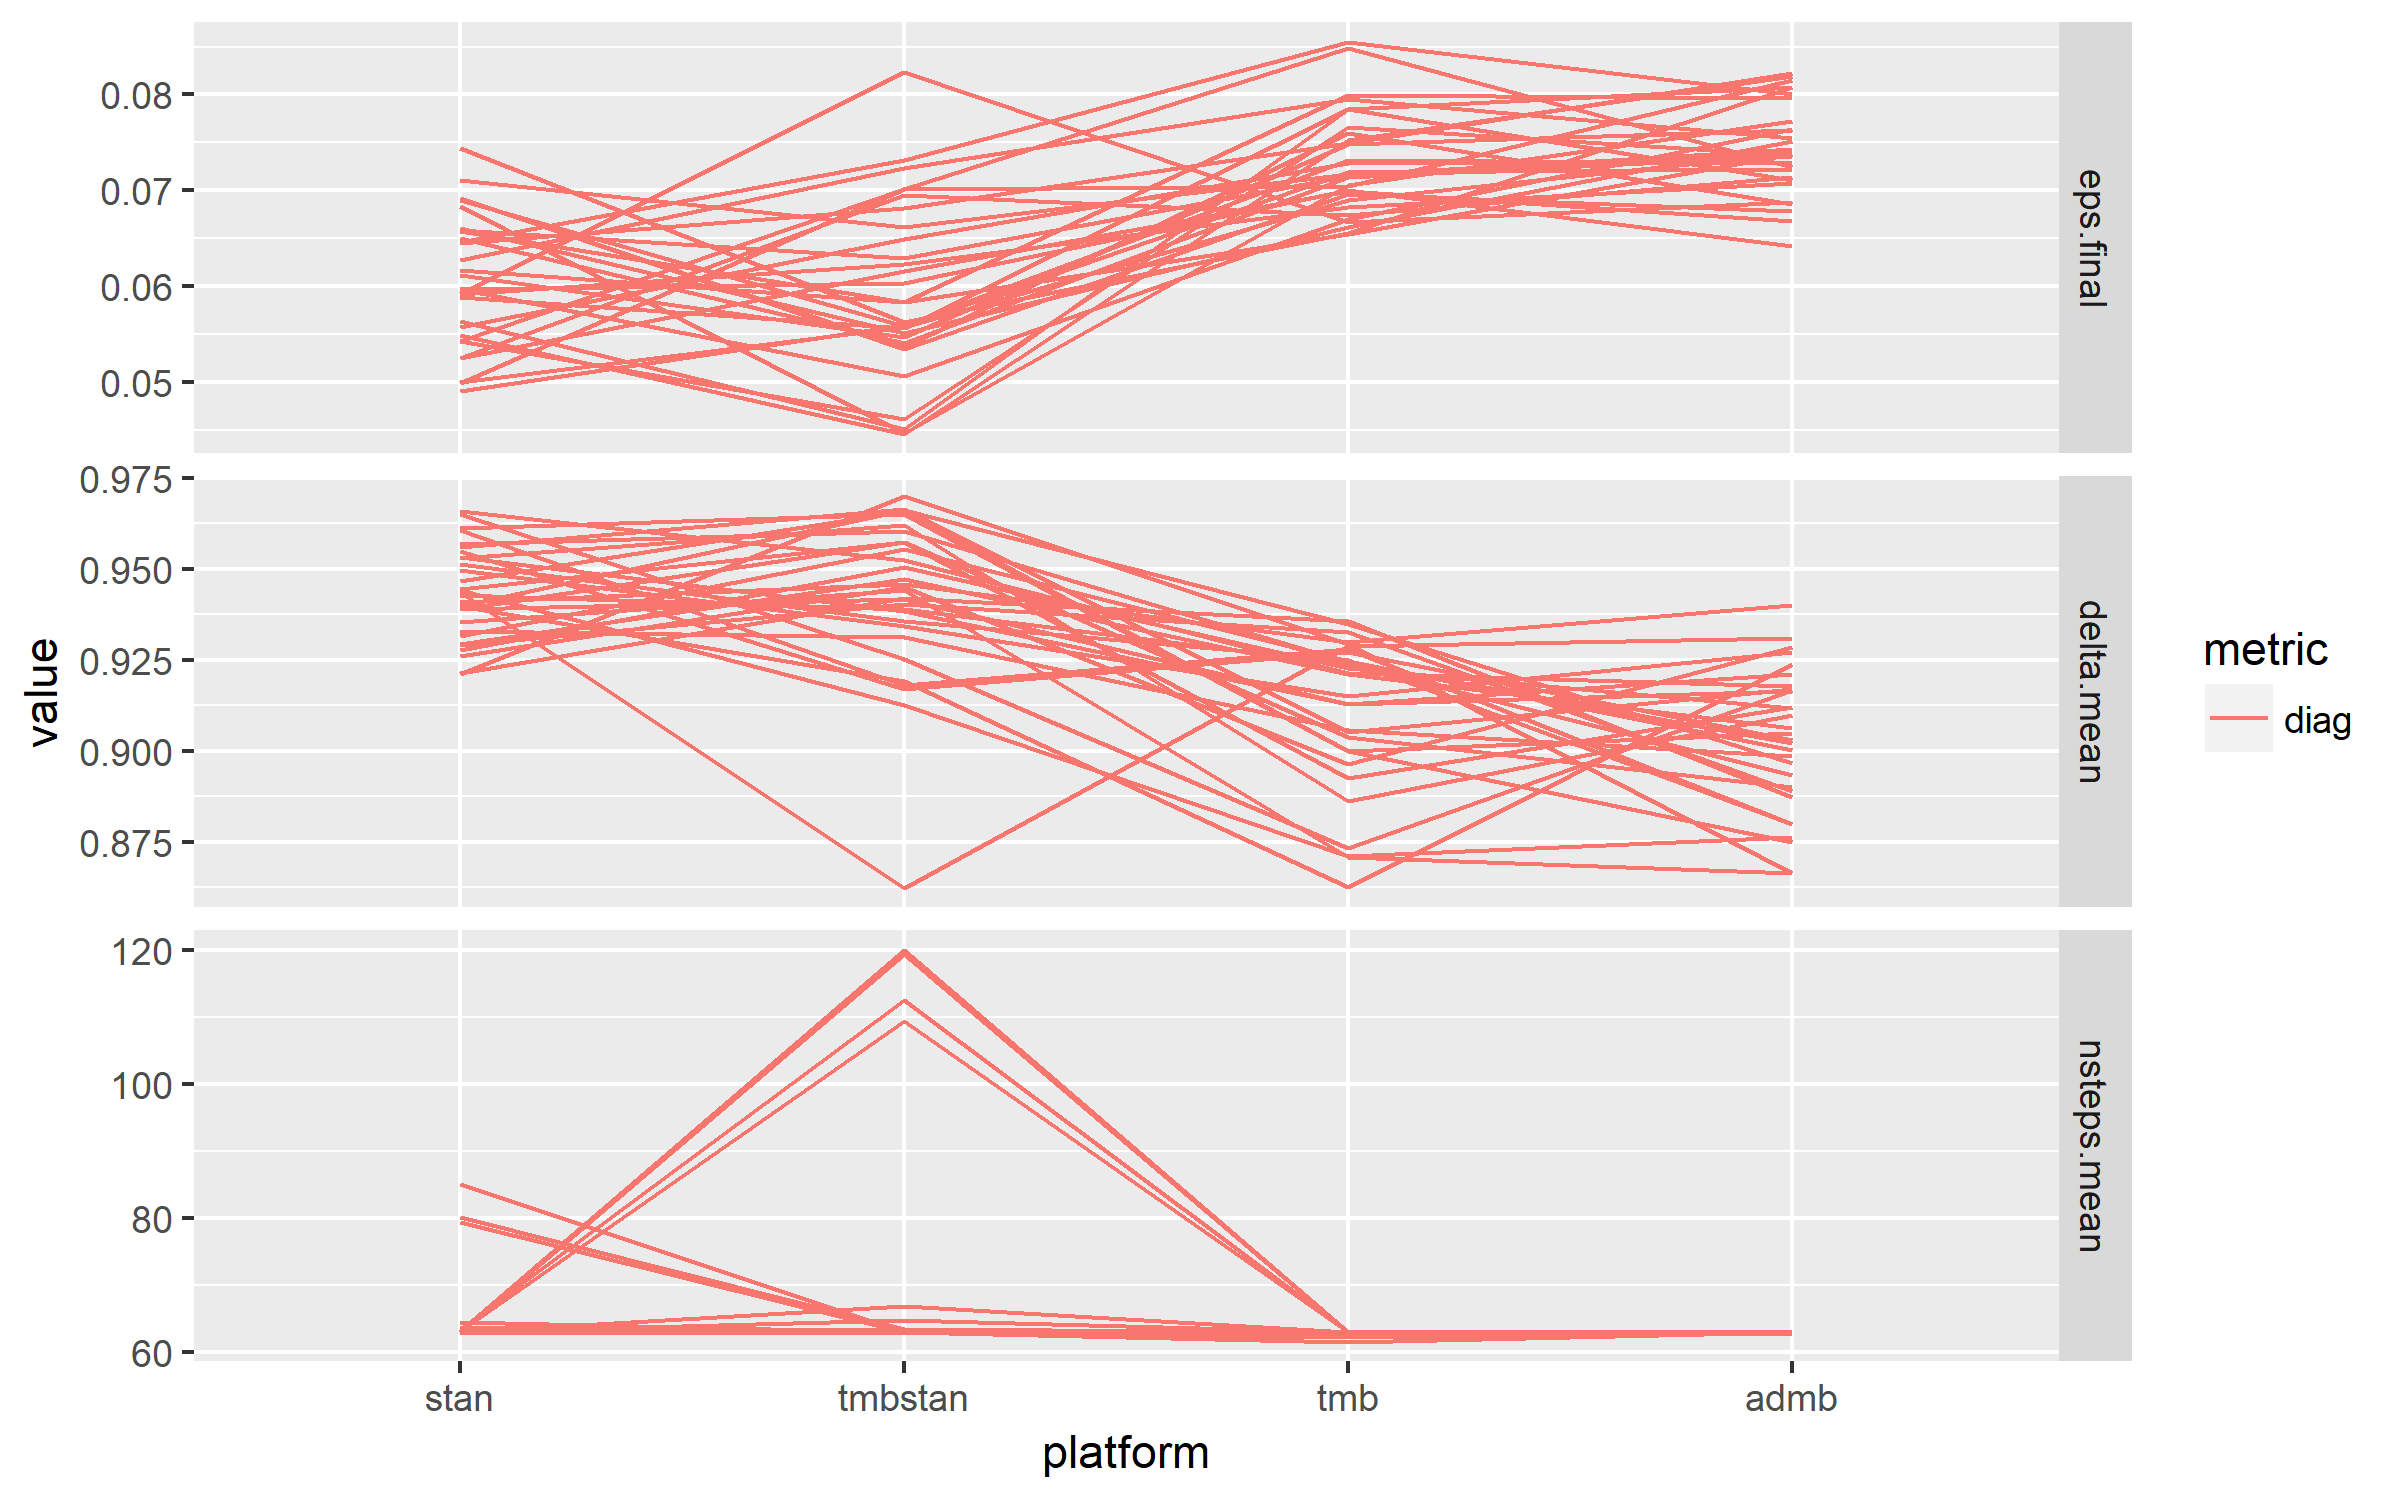 value
0.08
0.07
0.06
0.05
eps.final
0.975
0.950
0.925
0.900
0.875
delta.mean
120
100
80
60
nsteps.mean
stan
tmbstan
tmb
admb
platform
metric
diag